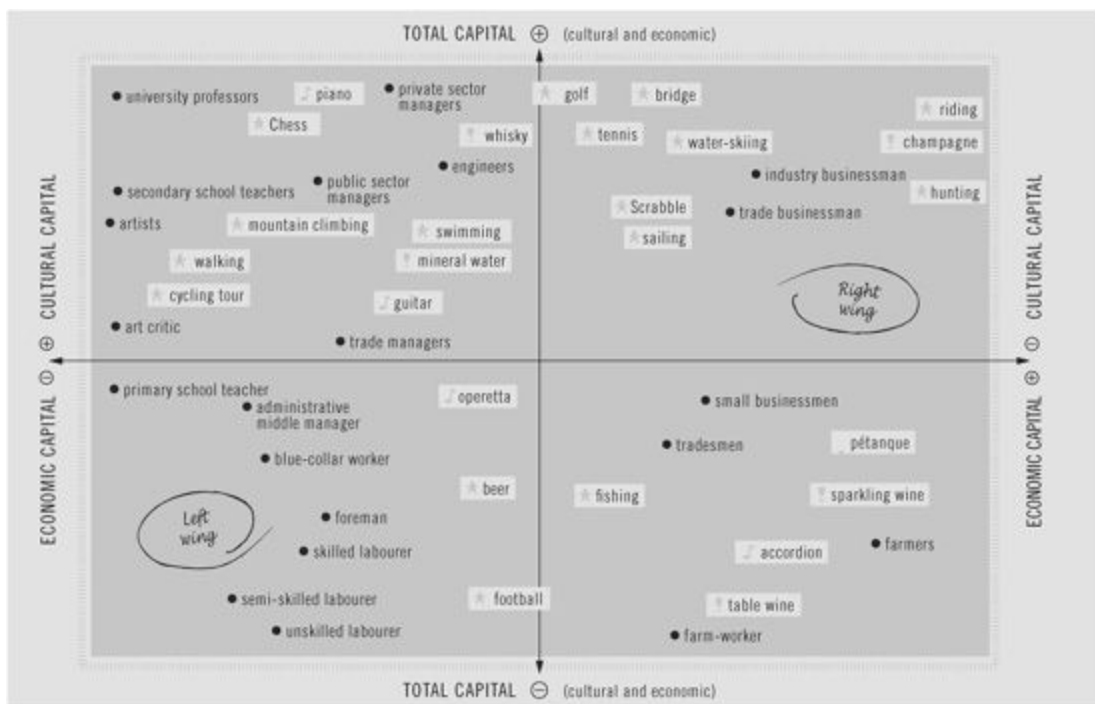 TOTAL CAPITAL ⊕ (cultural and economic)
university professors
piano
private sector
managers
golf
bridge
riding
Chess
whisky
tennis
water-skiing
champagne
engineers
industry businessman
public sector
managers
secondary school teachers
hunting
Scrabble
trade businessman
artists
mountain climbing
swimming
sailing
walking
mineral water
cycling tour
guitar
Right
wing
art critic
trade managers
CULTURAL CAPITAL ⊕
CULTURAL CAPITAL ⊖
ECONOMIC CAPITAL ⊖
ECONOMIC CAPITAL ⊕
primary school teacher
operetta
small businessmen
administrative
middle manager
tradesmen
pétanque
blue-collar worker
beer
fishing
sparkling wine
Left
wing
foreman
skilled labourer
accordion
farmers
semi-skilled labourer
football
table wine
unskilled labourer
farm-worker
TOTAL CAPITAL ⊖ (cultural and economic)